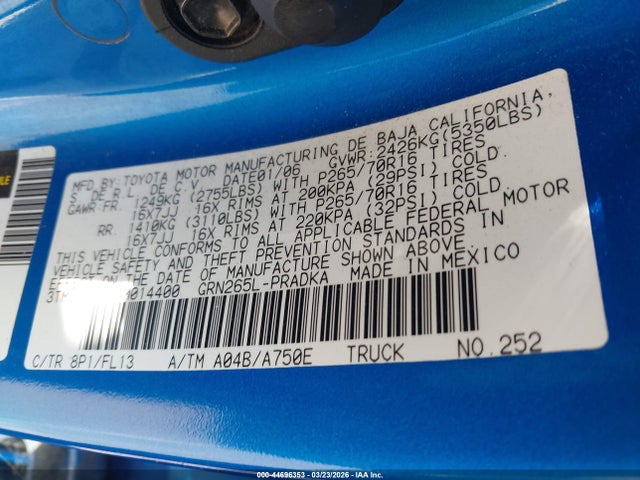 MFD.BY:TOYOTA MOTOR MANUFACTURING DE BAJA CALIFORNIA,
S. DE R.L. DE C.V. DATE01/06 GVWR:2426KG(5350LBS)
GAWR:FR. 1249KG (2755LBS) WITH P265/70R16 TIRES
16X7JJ 16X RIMS AT 200KPA (29PSI) COLD.
RR. 1410KG (3110LBS) WITH P265/70R16 TIRES
16X7JJ 16X RIMS AT 220KPA (32PSI) COLD.
THIS VEHICLE CONFORMS TO ALL APPLICABLE FEDERAL MOTOR
VEHICLE SAFETY AND THEFT PREVENTION STANDARDS IN
ON THE DATE OF MANUFACTURE SHOWN ABOVE.
M014400 GRN265L-PRADKA MADE IN MEXICO
C/TR 8P1/FL13 A/TM A04B/A750E TRUCK NO.252
000-44696353 | 03/23/2026 - IAA Inc.